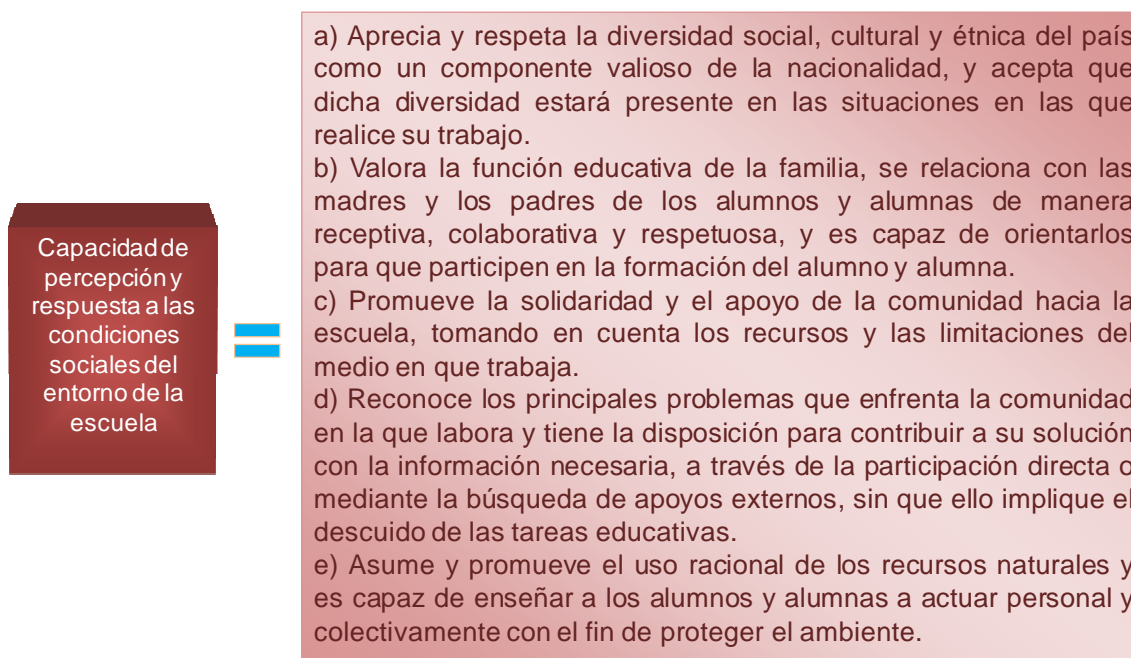 Capacidad de
percepción y
respuesta a las
condiciones
sociales del
entorno de la
escuela
=
a) Aprecia y respeta la diversidad social, cultural y étnica del país
como un componente valioso de la nacionalidad, y acepta que
dicha diversidad estará presente en las situaciones en las que
realice su trabajo.
b) Valora la función educativa de la familia, se relaciona con las
madres y los padres de los alumnos y alumnas de manera
receptiva, colaborativa y respetuosa, y es capaz de orientarlos
para que participen en la formación del alumno y alumna.
c) Promueve la solidaridad y el apoyo de la comunidad hacia la
escuela, tomando en cuenta los recursos y las limitaciones del
medio en que trabaja.
d) Reconoce los principales problemas que enfrenta la comunidad
en la que labora y tiene la disposición para contribuir a su solución
con la información necesaria, a través de la participación directa o
mediante la búsqueda de apoyos externos, sin que ello implique el
descuido de las tareas educativas.
e) Asume y promueve el uso racional de los recursos naturales y
es capaz de enseñar a los alumnos y alumnas a actuar personal y
colectivamente con el fin de proteger el ambiente.